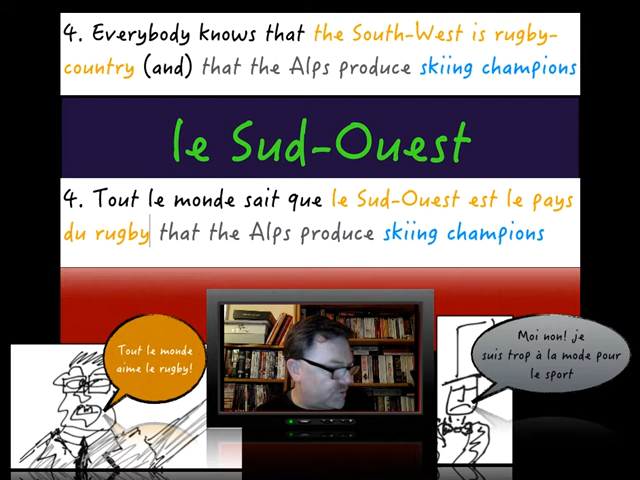 4. Everybody knows that the South-West is rugby-
country (and) that the Alps produce skiing champions
le Sud-Ouest
4. Tout le monde sait que le Sud-Ouest est le pays
du rugby that the Alps produce skiing champions
Tout le monde
aime le rugby!
Moi non! je
suis trop à la mode pour
le sport